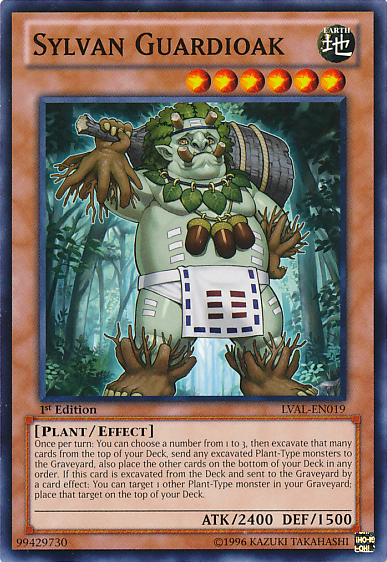 SYLVAN GUARDIOAK
EARTH
地
1st Edition
LVAL-EN019
[PLANT/EFFECT]
Once per turn: You can choose a number from 1 to 3, then excavate that many
cards from the top of your Deck, send any excavated Plant-Type monsters to
the Graveyard, also place the other cards on the bottom of your Deck in any
order. If this card is excavated from the Deck and sent to the Graveyard by
a card effect: You can target 1 other Plant-Type monster in your Graveyard;
place that target on the top of your Deck.
ATK/2400 DEF/1500
99429730
©1996 KAZUKI TAKAHASHI